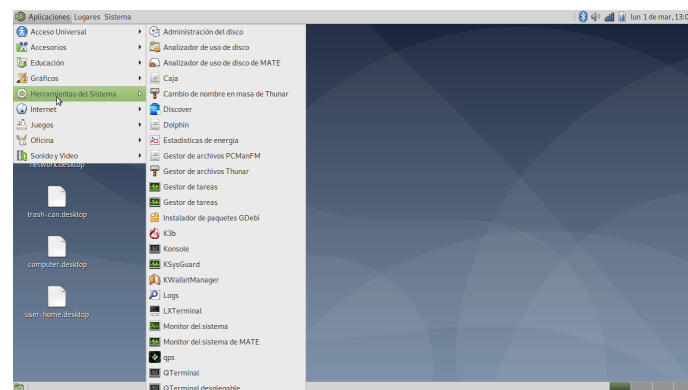 Aplicaciones Lugares Sistema
lun 1 de mar, 13:0
Acceso Universal
Accesorios
Educación
Gráficos
Herramientas del Sistema
Internet
Juegos
Oficina
Sonido y Video
Administración del disco
Analizador de uso de disco
Analizador de uso de disco de MATE
Caja
Cambio de nombre en masa de Thunar
Discover
Dolphin
Estadísticas de energía
Gestor de archivos PCManFM
Gestor de archivos Thunar
Gestor de tareas
Gestor de tareas
Instalador de paquetes GDebi
K3b
Konsole
KSysGuard
KWalletManager
Logs
LXTerminal
Monitor del sistema
Monitor del sistema de MATE
qps
QTerminal
QTerminal desplegable
network.desktop
trash-can.desktop
computer.desktop
user-home.desktop